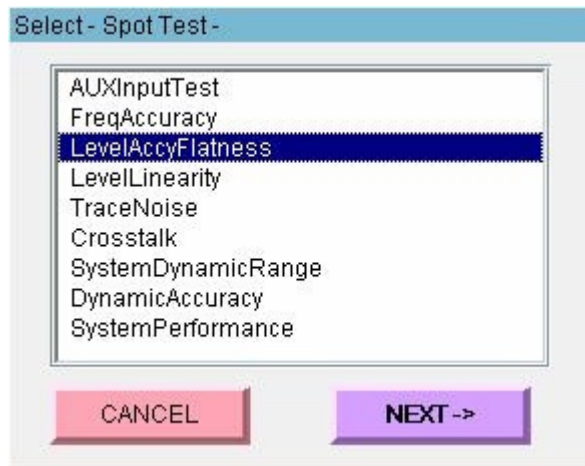 Select - Spot Test -
AUXInputTest
FreqAccuracy
LevelAccyFlatness
LevelLinearity
TraceNoise
Crosstalk
SystemDynamicRange
DynamicAccuracy
SystemPerformance
CANCEL
NEXT ->